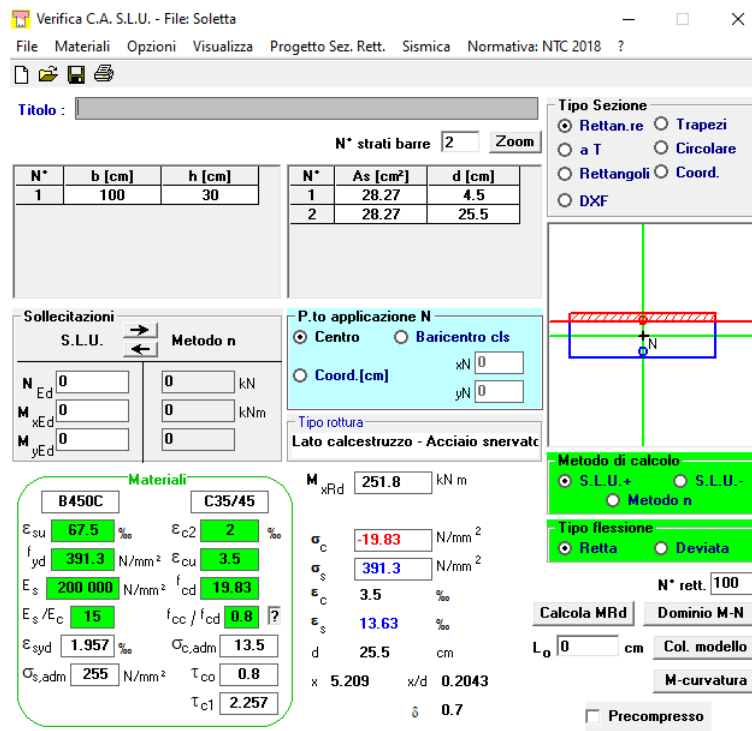 Verifica C.A. S.L.U. - File: Soletta
File Materiali Opzioni Visualizza Progetto Sez. Rett. Sismica Normativa: NTC 2018 ?
Titolo :
N° strati barre 2 Zoom
N° b [cm] h [cm]
1 100 30
N° As [cm²] d [cm]
1 28.27 4.5
2 28.27 25.5
Tipo Sezione
Rettan.re Trapezi
a T Circolare
Rettangoli Coord.
DXF
N
Sollecitazioni
S.L.U. Metodo n
N Ed 0 0 kN
M xEd 0 0 kNm
M yEd 0 0
P.to applicazione N
Centro Baricentro cls
Coord.[cm] xN 0
yN 0
Tipo rottura
Lato calcestruzzo - Acciaio snervato
Metodo di calcolo
S.L.U.+ S.L.U.-
Metodo n
Tipo flessione
Retta Deviata
Materiali
B450C C35/45
εsu 67.5 ‰ εc2 2 ‰
fyd 391.3 N/mm² εcu 3.5
Es 200 000 N/mm² fcd 19.83
Es/Ec 15 fcc / fcd 0.8 ?
εsyd 1.957 ‰ σc,adm 13.5
σs,adm 255 N/mm² τco 0.8
τc1 2.257
M xRd 251.8 kN m
σc -19.83 N/mm²
σs 391.3 N/mm²
εc 3.5 ‰
εs 13.63 ‰
d 25.5 cm
x 5.209 x/d 0.2043
δ 0.7
N° rett. 100
Calcola MRd Dominio M-N
Lo 0 cm Col. modello
M-curvatura
Precompresso